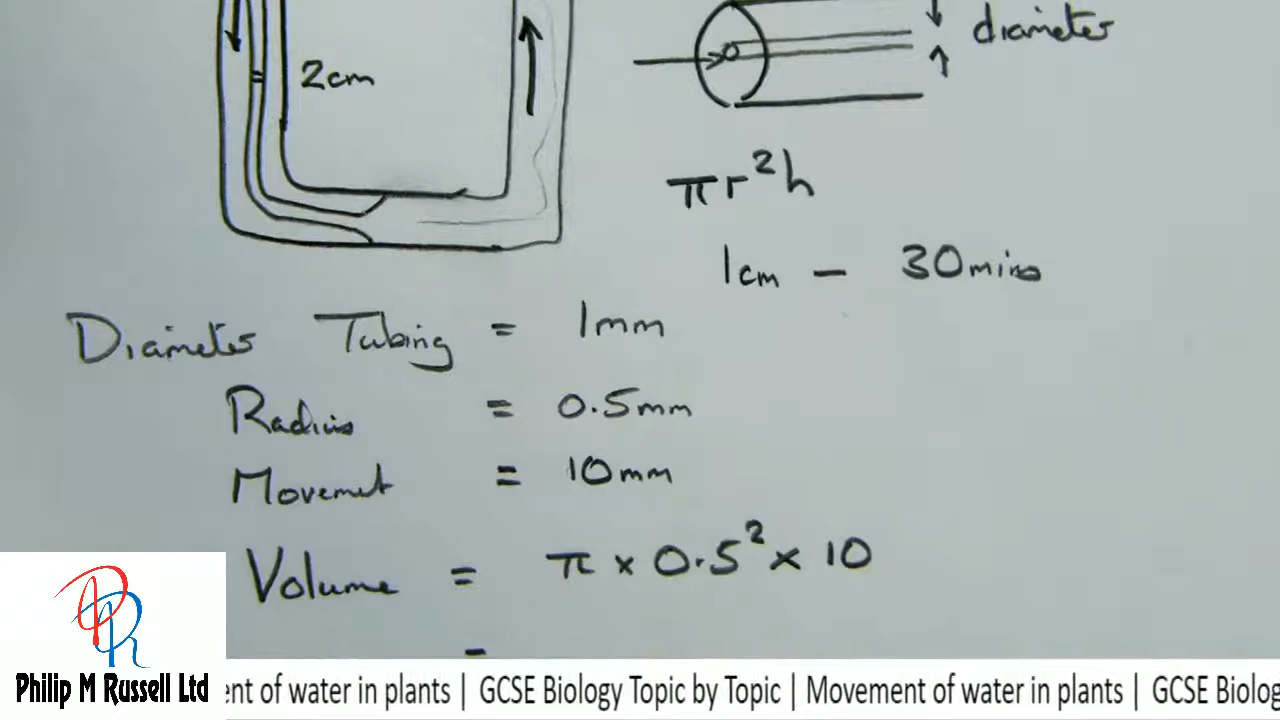 diameter
2cm
πr²h
1cm – 30mins
Diameter Tubing = 1mm
Radius = 0.5mm
Movemet = 10mm
Volume = π × 0.5² × 10
=
Philip M Russell Ltd
ent of water in plants | GCSE Biology Topic by Topic | Movement of water in plants | GCSE Biolog